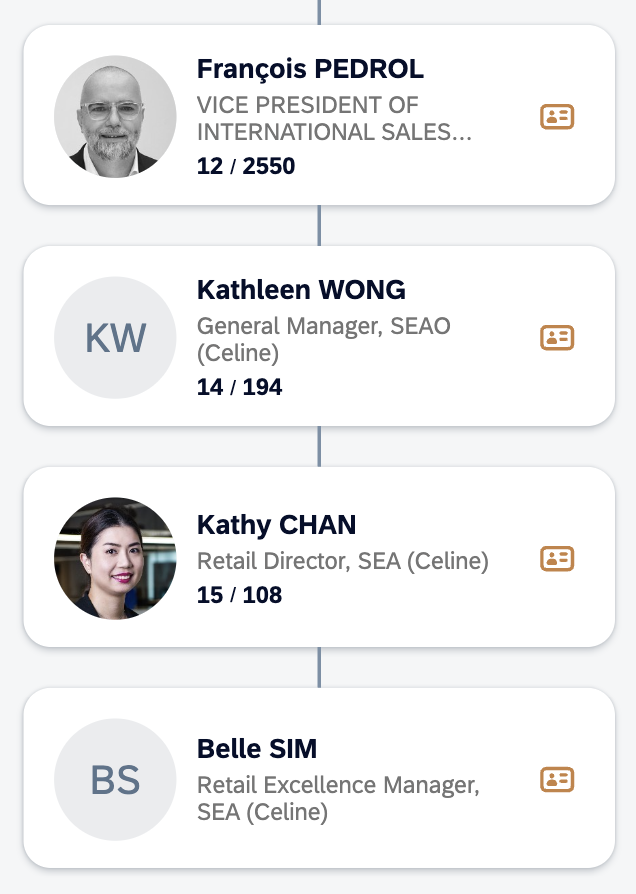 François PEDROL
VICE PRESIDENT OF
INTERNATIONAL SALES...
12 / 2550
KW
Kathleen WONG
General Manager, SEAO
(Celine)
14 / 194
Kathy CHAN
Retail Director, SEA (Celine)
15 / 108
BS
Belle SIM
Retail Excellence Manager,
SEA (Celine)